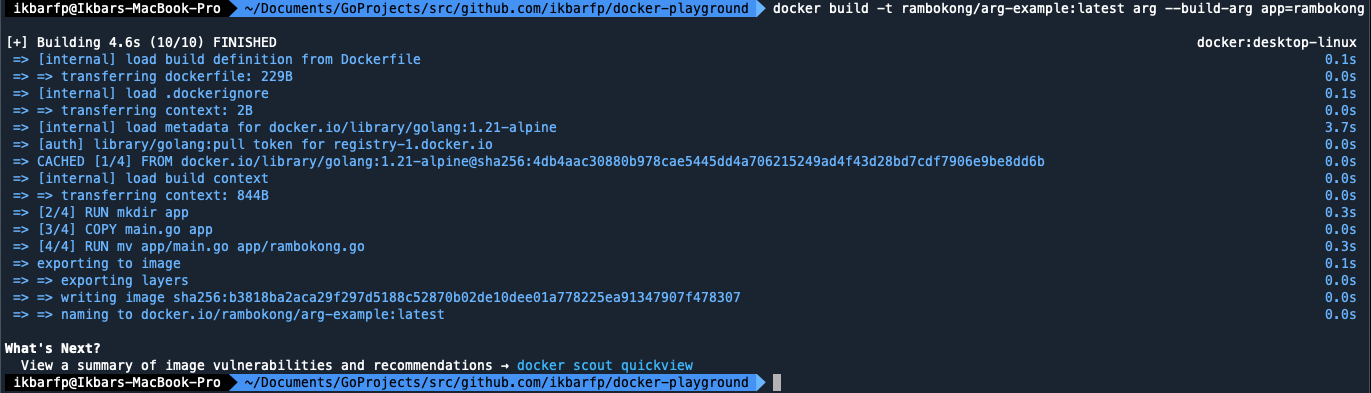 ikbarfp@Ikbars-MacBook-Pro ~/Documents/GoProjects/src/github.com/ikbarfp/docker-playground docker build -t rambokong/arg-example:latest arg --build-arg app=rambokong
[+] Building 4.6s (10/10) FINISHED docker:desktop-linux
=> [internal] load build definition from Dockerfile 0.1s
=> => transferring dockerfile: 229B 0.0s
=> [internal] load .dockerignore 0.1s
=> => transferring context: 2B 0.0s
=> [internal] load metadata for docker.io/library/golang:1.21-alpine 3.7s
=> [auth] library/golang:pull token for registry-1.docker.io 0.0s
=> CACHED [1/4] FROM docker.io/library/golang:1.21-alpine@sha256:4db4aac30880b978cae5445dd4a706215249ad4f43d28bd7cdf7906e9be8dd6b 0.0s
=> [internal] load build context 0.0s
=> => transferring context: 844B 0.0s
=> [2/4] RUN mkdir app 0.3s
=> [3/4] COPY main.go app 0.0s
=> [4/4] RUN mv app/main.go app/rambokong.go 0.3s
=> exporting to image 0.1s
=> => exporting layers 0.0s
=> => writing image sha256:b3818ba2aca29f297d5188c52870b02de10dee01a778225ea91347907f478307 0.0s
=> => naming to docker.io/rambokong/arg-example:latest 0.0s
What's Next?
View a summary of image vulnerabilities and recommendations → docker scout quickview
ikbarfp@Ikbars-MacBook-Pro ~/Documents/GoProjects/src/github.com/ikbarfp/docker-playground